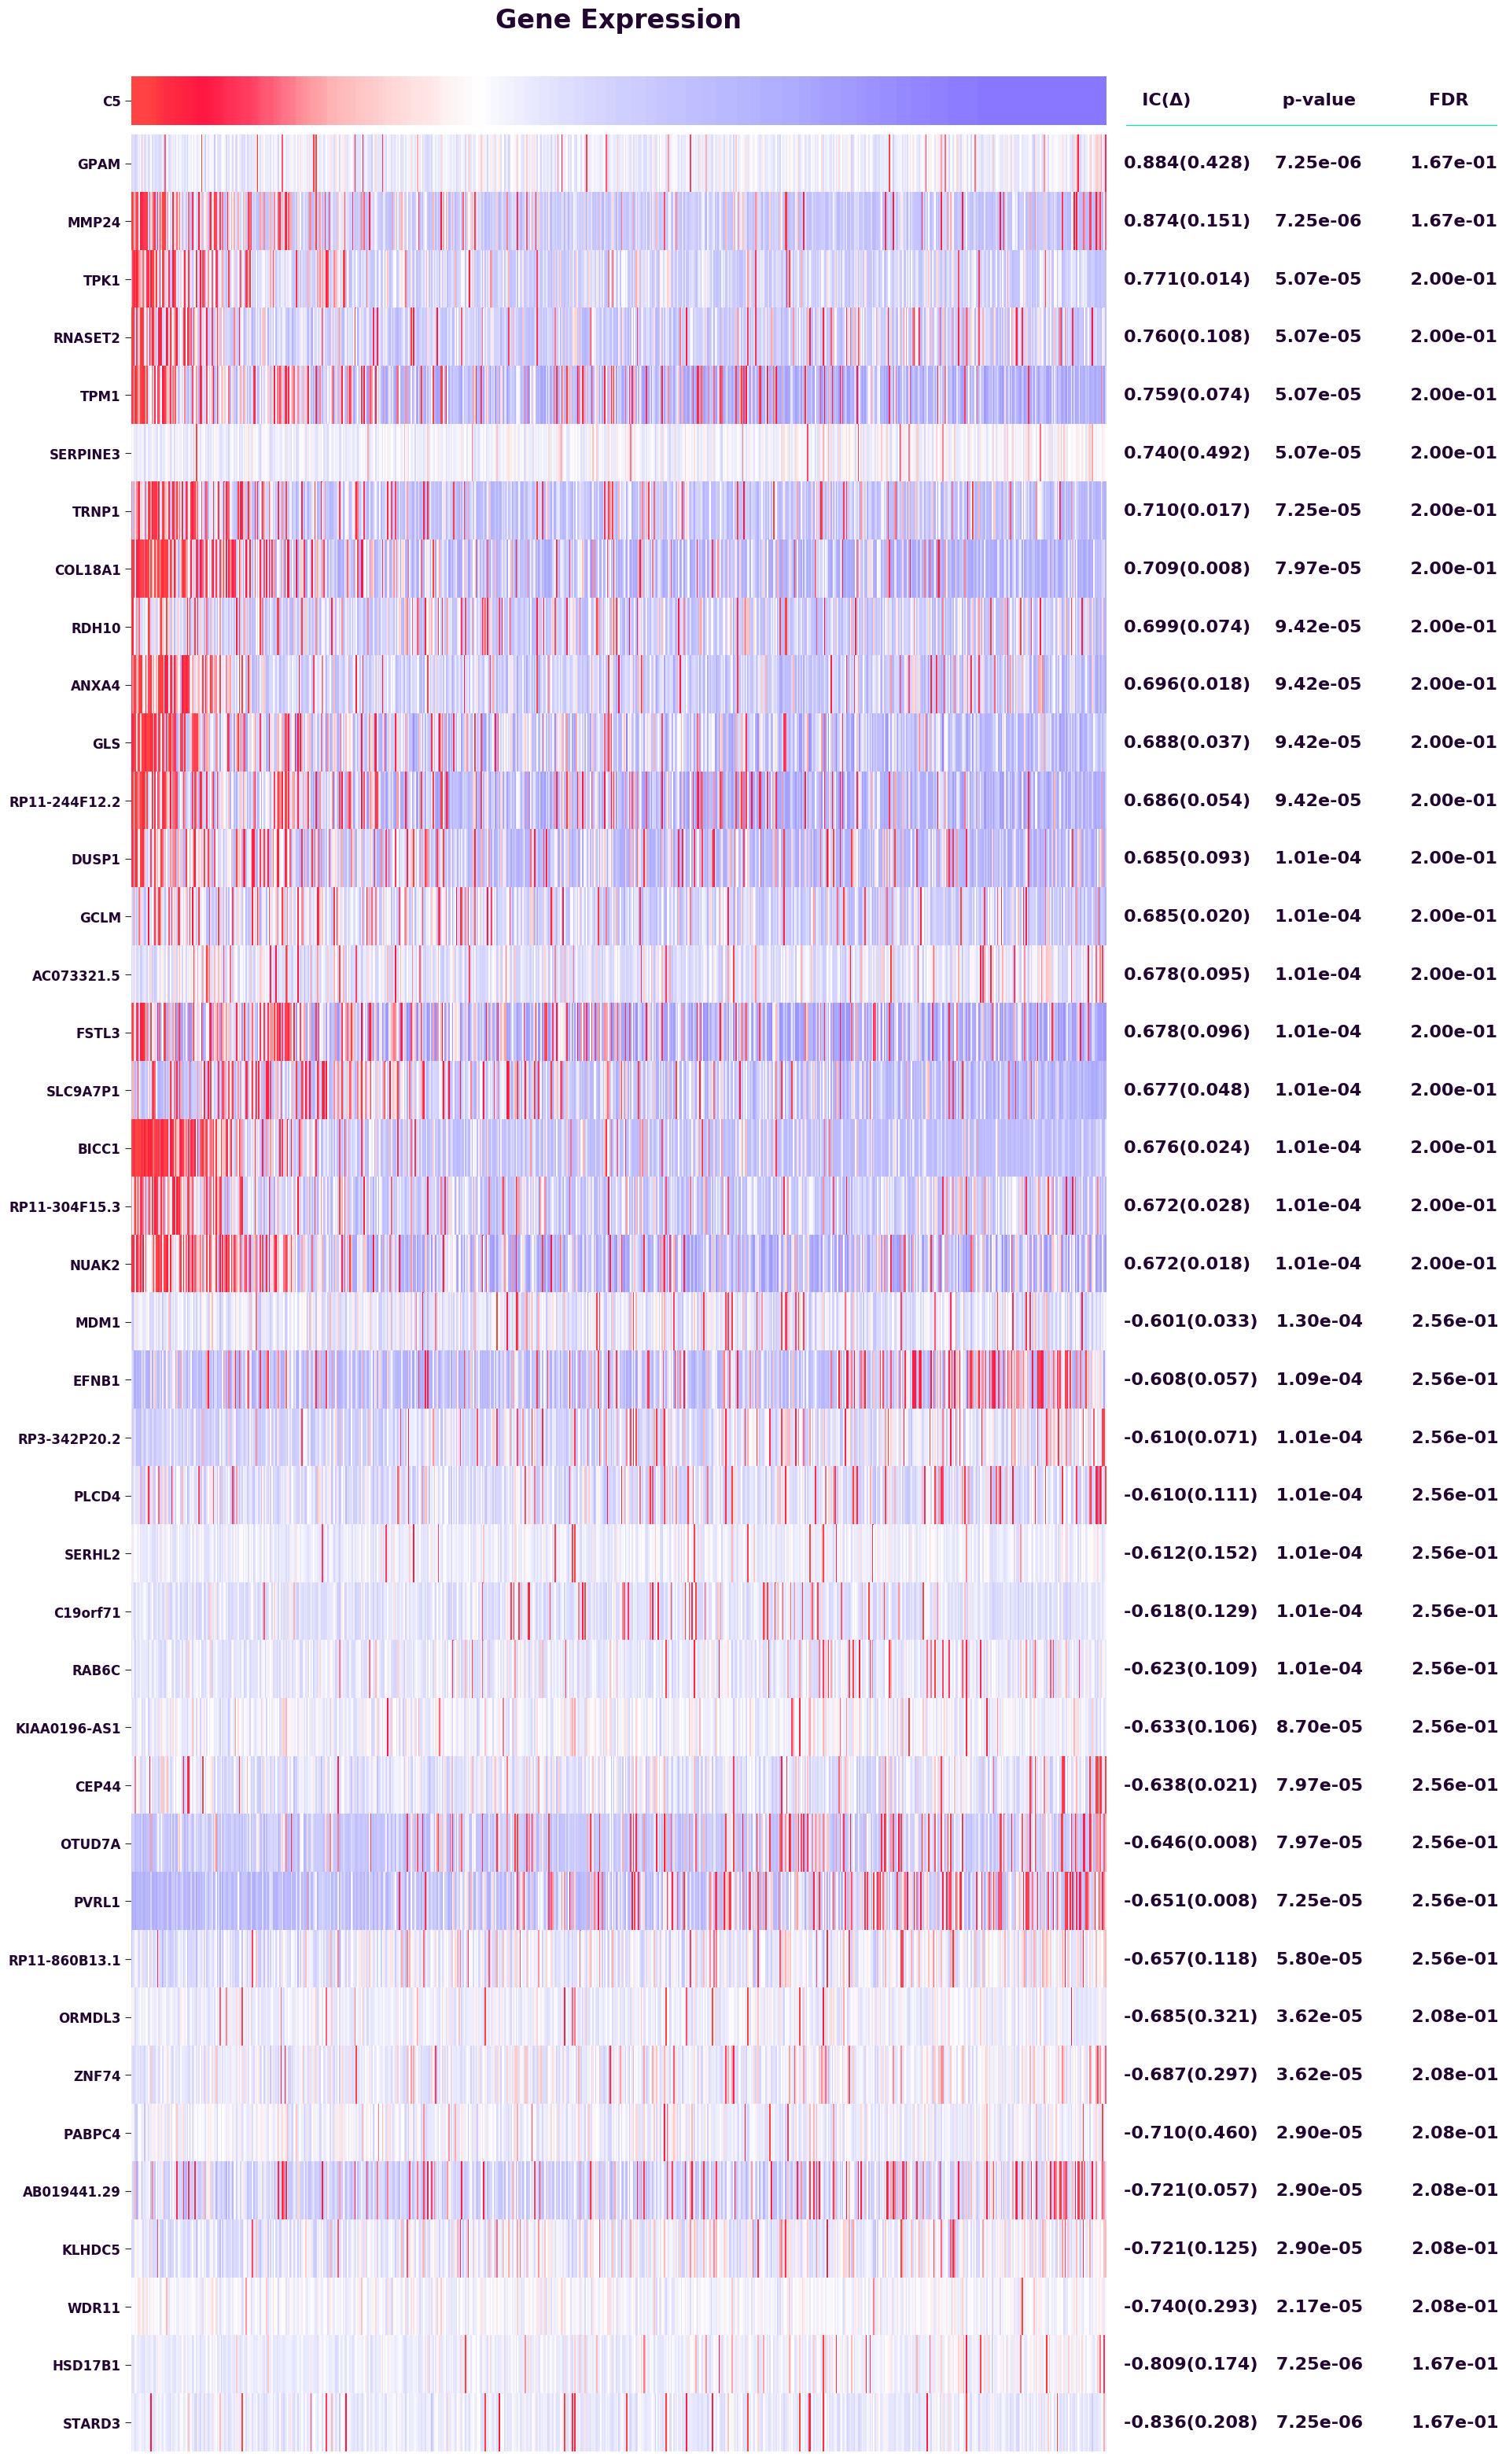 Gene Expression
C5 IC(Δ) p-value FDR
GPAM 0.884(0.428) 7.25e-06 1.67e-01
MMP24 0.874(0.151) 7.25e-06 1.67e-01
TPK1 0.771(0.014) 5.07e-05 2.00e-01
RNASET2 0.760(0.108) 5.07e-05 2.00e-01
TPM1 0.759(0.074) 5.07e-05 2.00e-01
SERPINE3 0.740(0.492) 5.07e-05 2.00e-01
TRNP1 0.710(0.017) 7.25e-05 2.00e-01
COL18A1 0.709(0.008) 7.97e-05 2.00e-01
RDH10 0.699(0.074) 9.42e-05 2.00e-01
ANXA4 0.696(0.018) 9.42e-05 2.00e-01
GLS 0.688(0.037) 9.42e-05 2.00e-01
RP11-244F12.2 0.686(0.054) 9.42e-05 2.00e-01
DUSP1 0.685(0.093) 1.01e-04 2.00e-01
GCLM 0.685(0.020) 1.01e-04 2.00e-01
AC073321.5 0.678(0.095) 1.01e-04 2.00e-01
FSTL3 0.678(0.096) 1.01e-04 2.00e-01
SLC9A7P1 0.677(0.048) 1.01e-04 2.00e-01
BICC1 0.676(0.024) 1.01e-04 2.00e-01
RP11-304F15.3 0.672(0.028) 1.01e-04 2.00e-01
NUAK2 0.672(0.018) 1.01e-04 2.00e-01
MDM1 -0.601(0.033) 1.30e-04 2.56e-01
EFNB1 -0.608(0.057) 1.09e-04 2.56e-01
RP3-342P20.2 -0.610(0.071) 1.01e-04 2.56e-01
PLCD4 -0.610(0.111) 1.01e-04 2.56e-01
SERHL2 -0.612(0.152) 1.01e-04 2.56e-01
C19orf71 -0.618(0.129) 1.01e-04 2.56e-01
RAB6C -0.623(0.109) 1.01e-04 2.56e-01
KIAA0196-AS1 -0.633(0.106) 8.70e-05 2.56e-01
CEP44 -0.638(0.021) 7.97e-05 2.56e-01
OTUD7A -0.646(0.008) 7.97e-05 2.56e-01
PVRL1 -0.651(0.008) 7.25e-05 2.56e-01
RP11-860B13.1 -0.657(0.118) 5.80e-05 2.56e-01
ORMDL3 -0.685(0.321) 3.62e-05 2.08e-01
ZNF74 -0.687(0.297) 3.62e-05 2.08e-01
PABPC4 -0.710(0.460) 2.90e-05 2.08e-01
AB019441.29 -0.721(0.057) 2.90e-05 2.08e-01
KLHDC5 -0.721(0.125) 2.90e-05 2.08e-01
WDR11 -0.740(0.293) 2.17e-05 2.08e-01
HSD17B1 -0.809(0.174) 7.25e-06 1.67e-01
STARD3 -0.836(0.208) 7.25e-06 1.67e-01